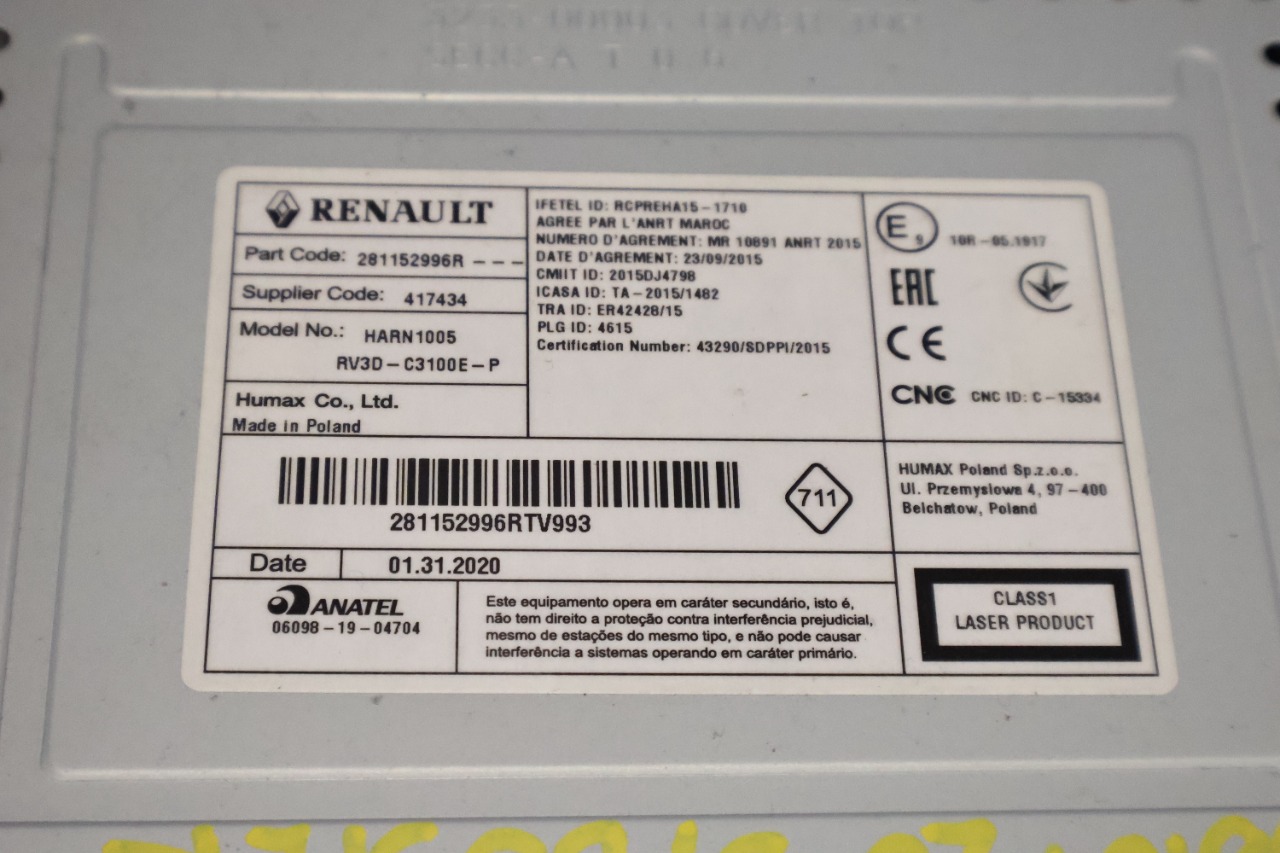 RENAULT
Part Code: 281152996R - - -
Supplier Code: 417434
Model No.: HARN1005
RV3D-C3100E-P
Humax Co., Ltd.
Made in Poland
IFETEL ID: RCPREHA15-1710
AGREE PAR L'ANRT MAROC
NUMERO D'AGREMENT: MR 10891 ANRT 2015
DATE D'AGREMENT: 23/09/2015
CMIIT ID: 2015DJ4798
ICASA ID: TA-2015/1482
TRA ID: ER42428/15
PLG ID: 4615
Certification Number: 43290/SDPPI/2015
E9 10R-05.1917
EAC
CE
CNC CNC ID: C-15334
281152996RTV993
711
HUMAX Poland Sp.z.o.o.
Ul. Przemyslowa 4, 97-400
Belchatow, Poland
Date 01.31.2020
ANATEL
06098-19-04704
Este equipamento opera em caráter secundário, isto é,
não tem direito a proteção contra interferência prejudicial,
mesmo de estações do mesmo tipo, e não pode causar
interferência a sistemas operando em caráter primário.
CLASS1
LASER PRODUCT